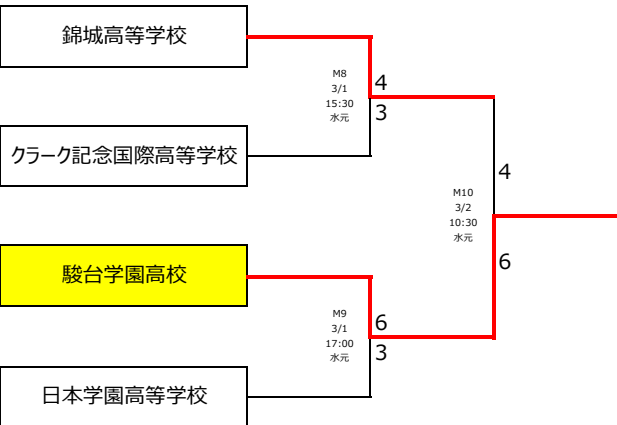 錦城高等学校
M8
3/1
15:30
水元
4
3
クラーク記念国際高等学校
M10
3/2
10:30
水元
4
6
駿台学園高校
M9
3/1
17:00
水元
6
3
日本学園高等学校